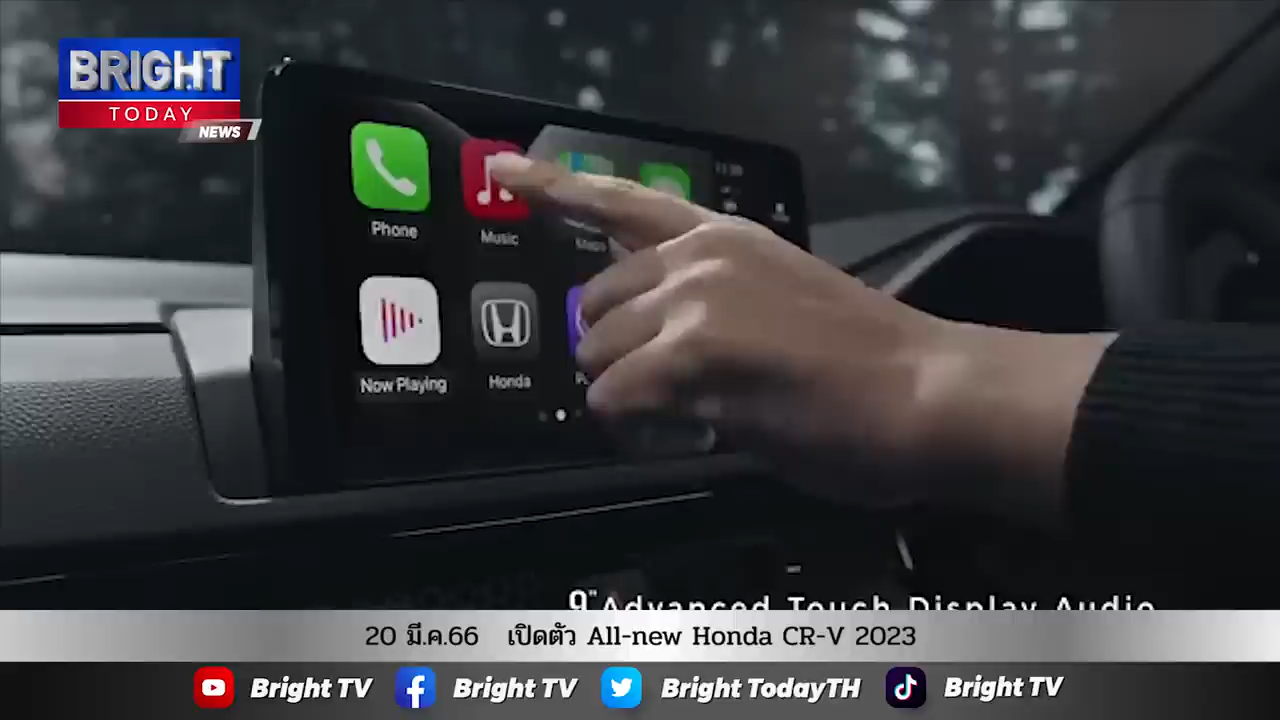 BRIGHT
TODAY
NEWS
Phone
Music
Maps
Now Playing
Honda
9" Advanced Touch Display Audio
20 มี.ค.66 เปิดตัว All-new Honda CR-V 2023
Bright TV
Bright TV
Bright TodayTH
Bright TV